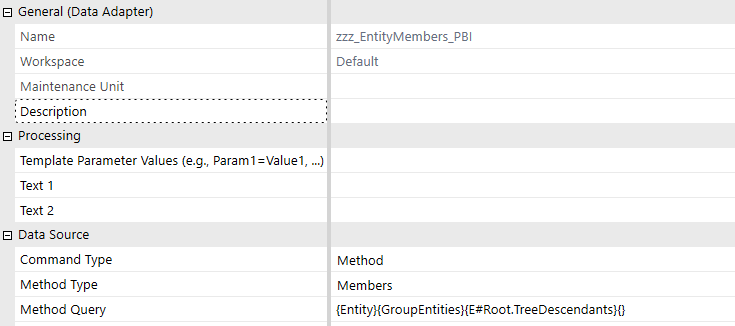 General (Data Adapter)
Name zzz_EntityMembers_PBI
Workspace Default
Maintenance Unit
Description
Processing
Template Parameter Values (e.g., Param1=Value1, ...)
Text 1
Text 2
Data Source
Command Type Method
Method Type Members
Method Query {Entity}{GroupEntities}{E#Root.TreeDescendants}{}